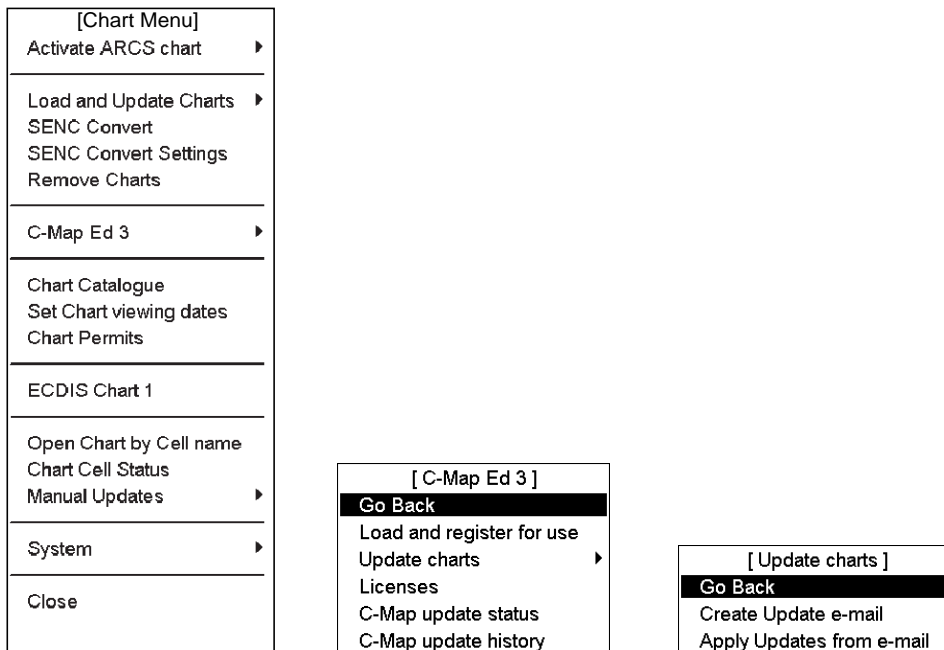 [Chart Menu]
Activate ARCS chart
Load and Update Charts
SENC Convert
SENC Convert Settings
Remove Charts
C-Map Ed 3
Chart Catalogue
Set Chart viewing dates
Chart Permits
ECDIS Chart 1
Open Chart by Cell name
Chart Cell Status
Manual Updates
System
Close
[ C-Map Ed 3 ]
Go Back
Load and register for use
Update charts
Licenses
C-Map update status
C-Map update history
[ Update charts ]
Go Back
Create Update e-mail
Apply Updates from e-mail